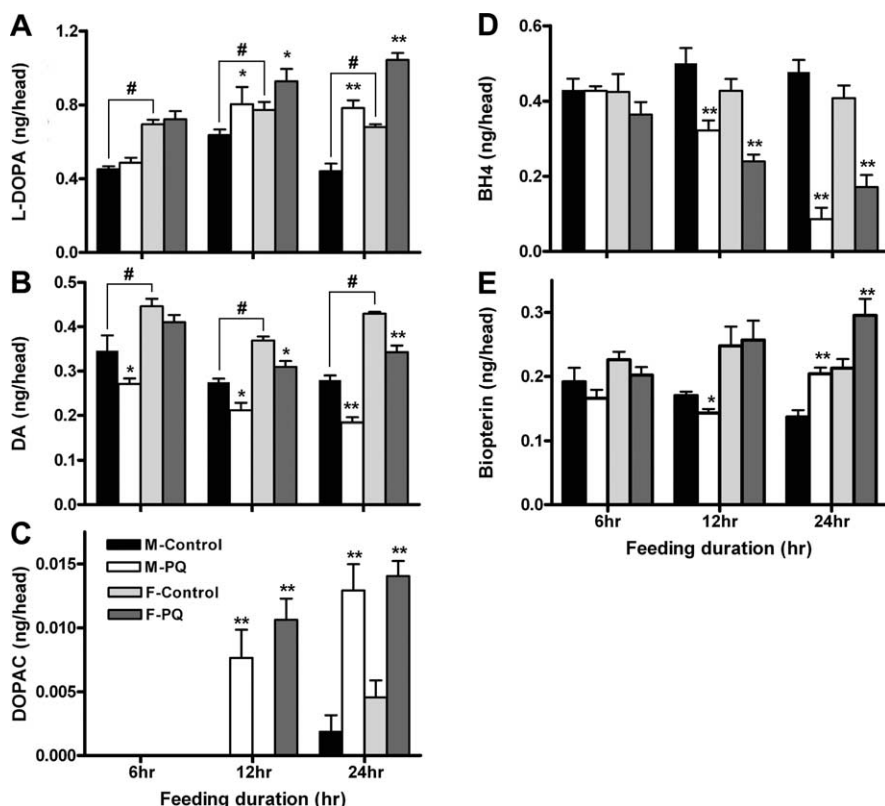 A
L-DOPA (ng/head)
1.2
0.8
0.4
0.0
#
# * *
# ** **
B
DA (ng/head)
0.5
0.4
0.3
0.2
0.1
0.0
#
*
#
* *
#
** **
C
DOPAC (ng/head)
0.015
0.010
0.005
0.000
M-Control
M-PQ
F-Control
F-PQ
** **
** **
6hr 12hr 24hr
Feeding duration (hr)
D
BH4 (ng/head)
0.6
0.4
0.2
0.0
** **
** **
E
Biopterin (ng/head)
0.3
0.2
0.1
0.0
*
** **
6hr 12hr 24hr
Feeding duration (hr)